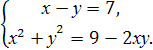 x − y = 7,
x² + y² = 9 − 2xy.